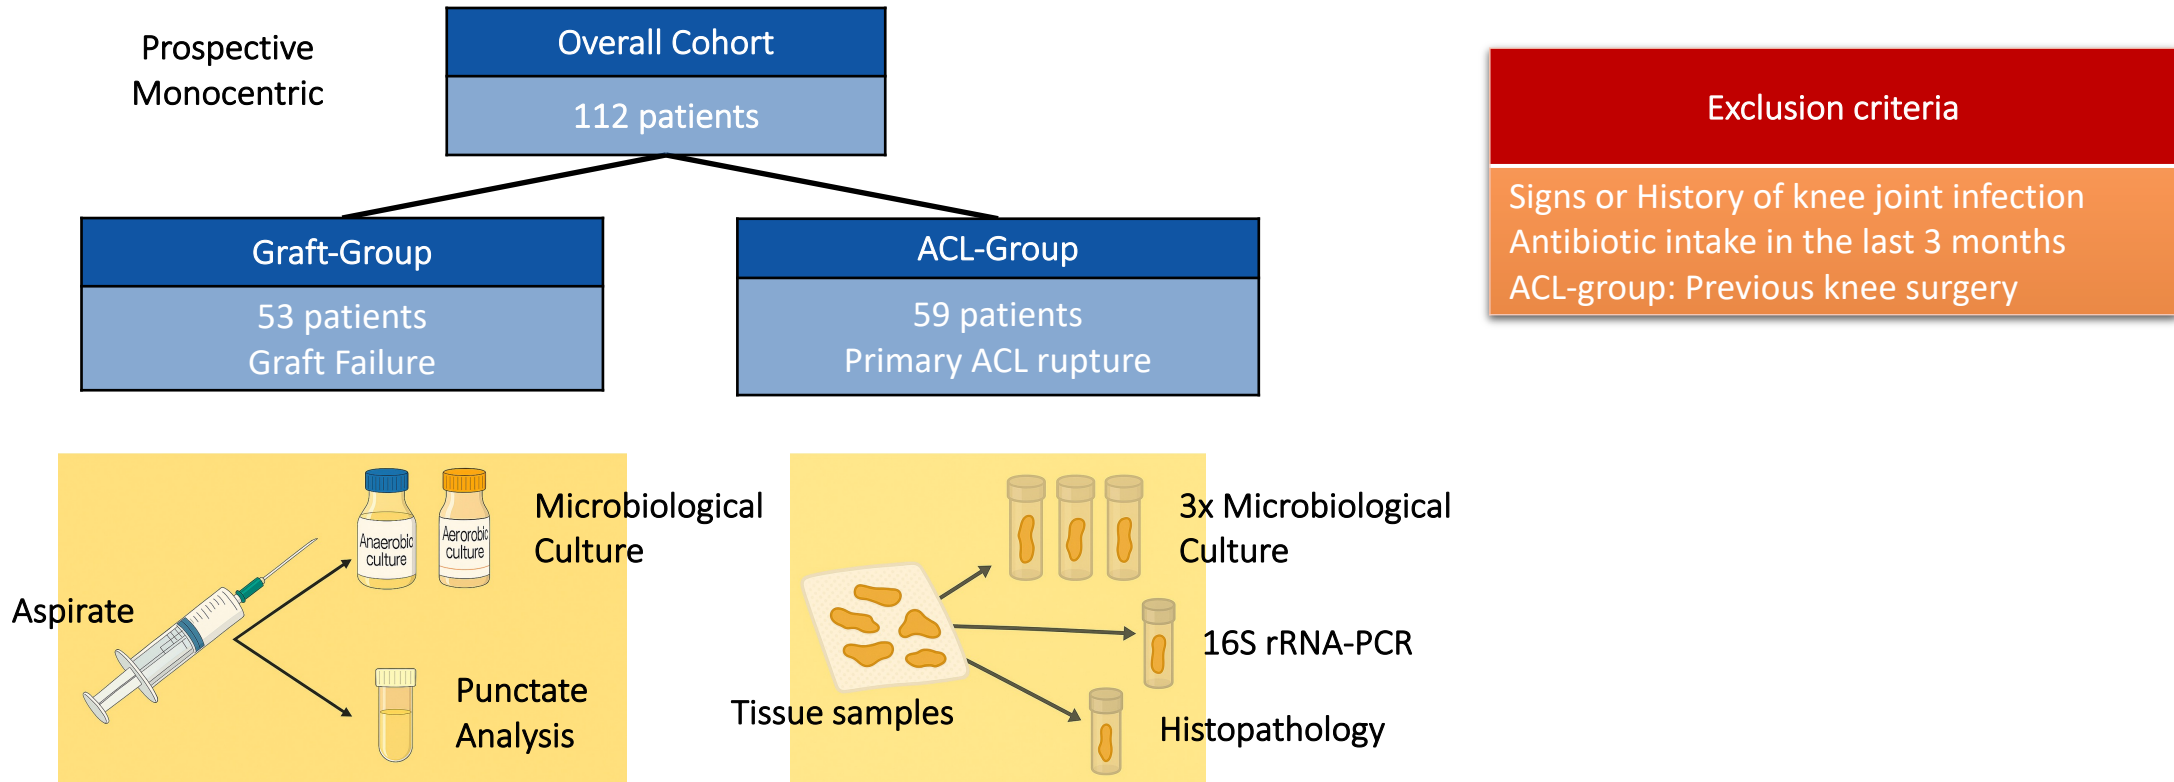 Prospective
Monocentric
Overall Cohort
112 patients
Exclusion criteria
Signs or History of knee joint infection
Antibiotic intake in the last 3 months
ACL-group: Previous knee surgery
Graft-Group
53 patients
Graft Failure
ACL-Group
59 patients
Primary ACL rupture
Aspirate
Anaerobic
culture
Aerorobic
culture
Microbiological
Culture
Punctate
Analysis
Tissue samples
3x Microbiological
Culture
16S rRNA-PCR
Histopathology